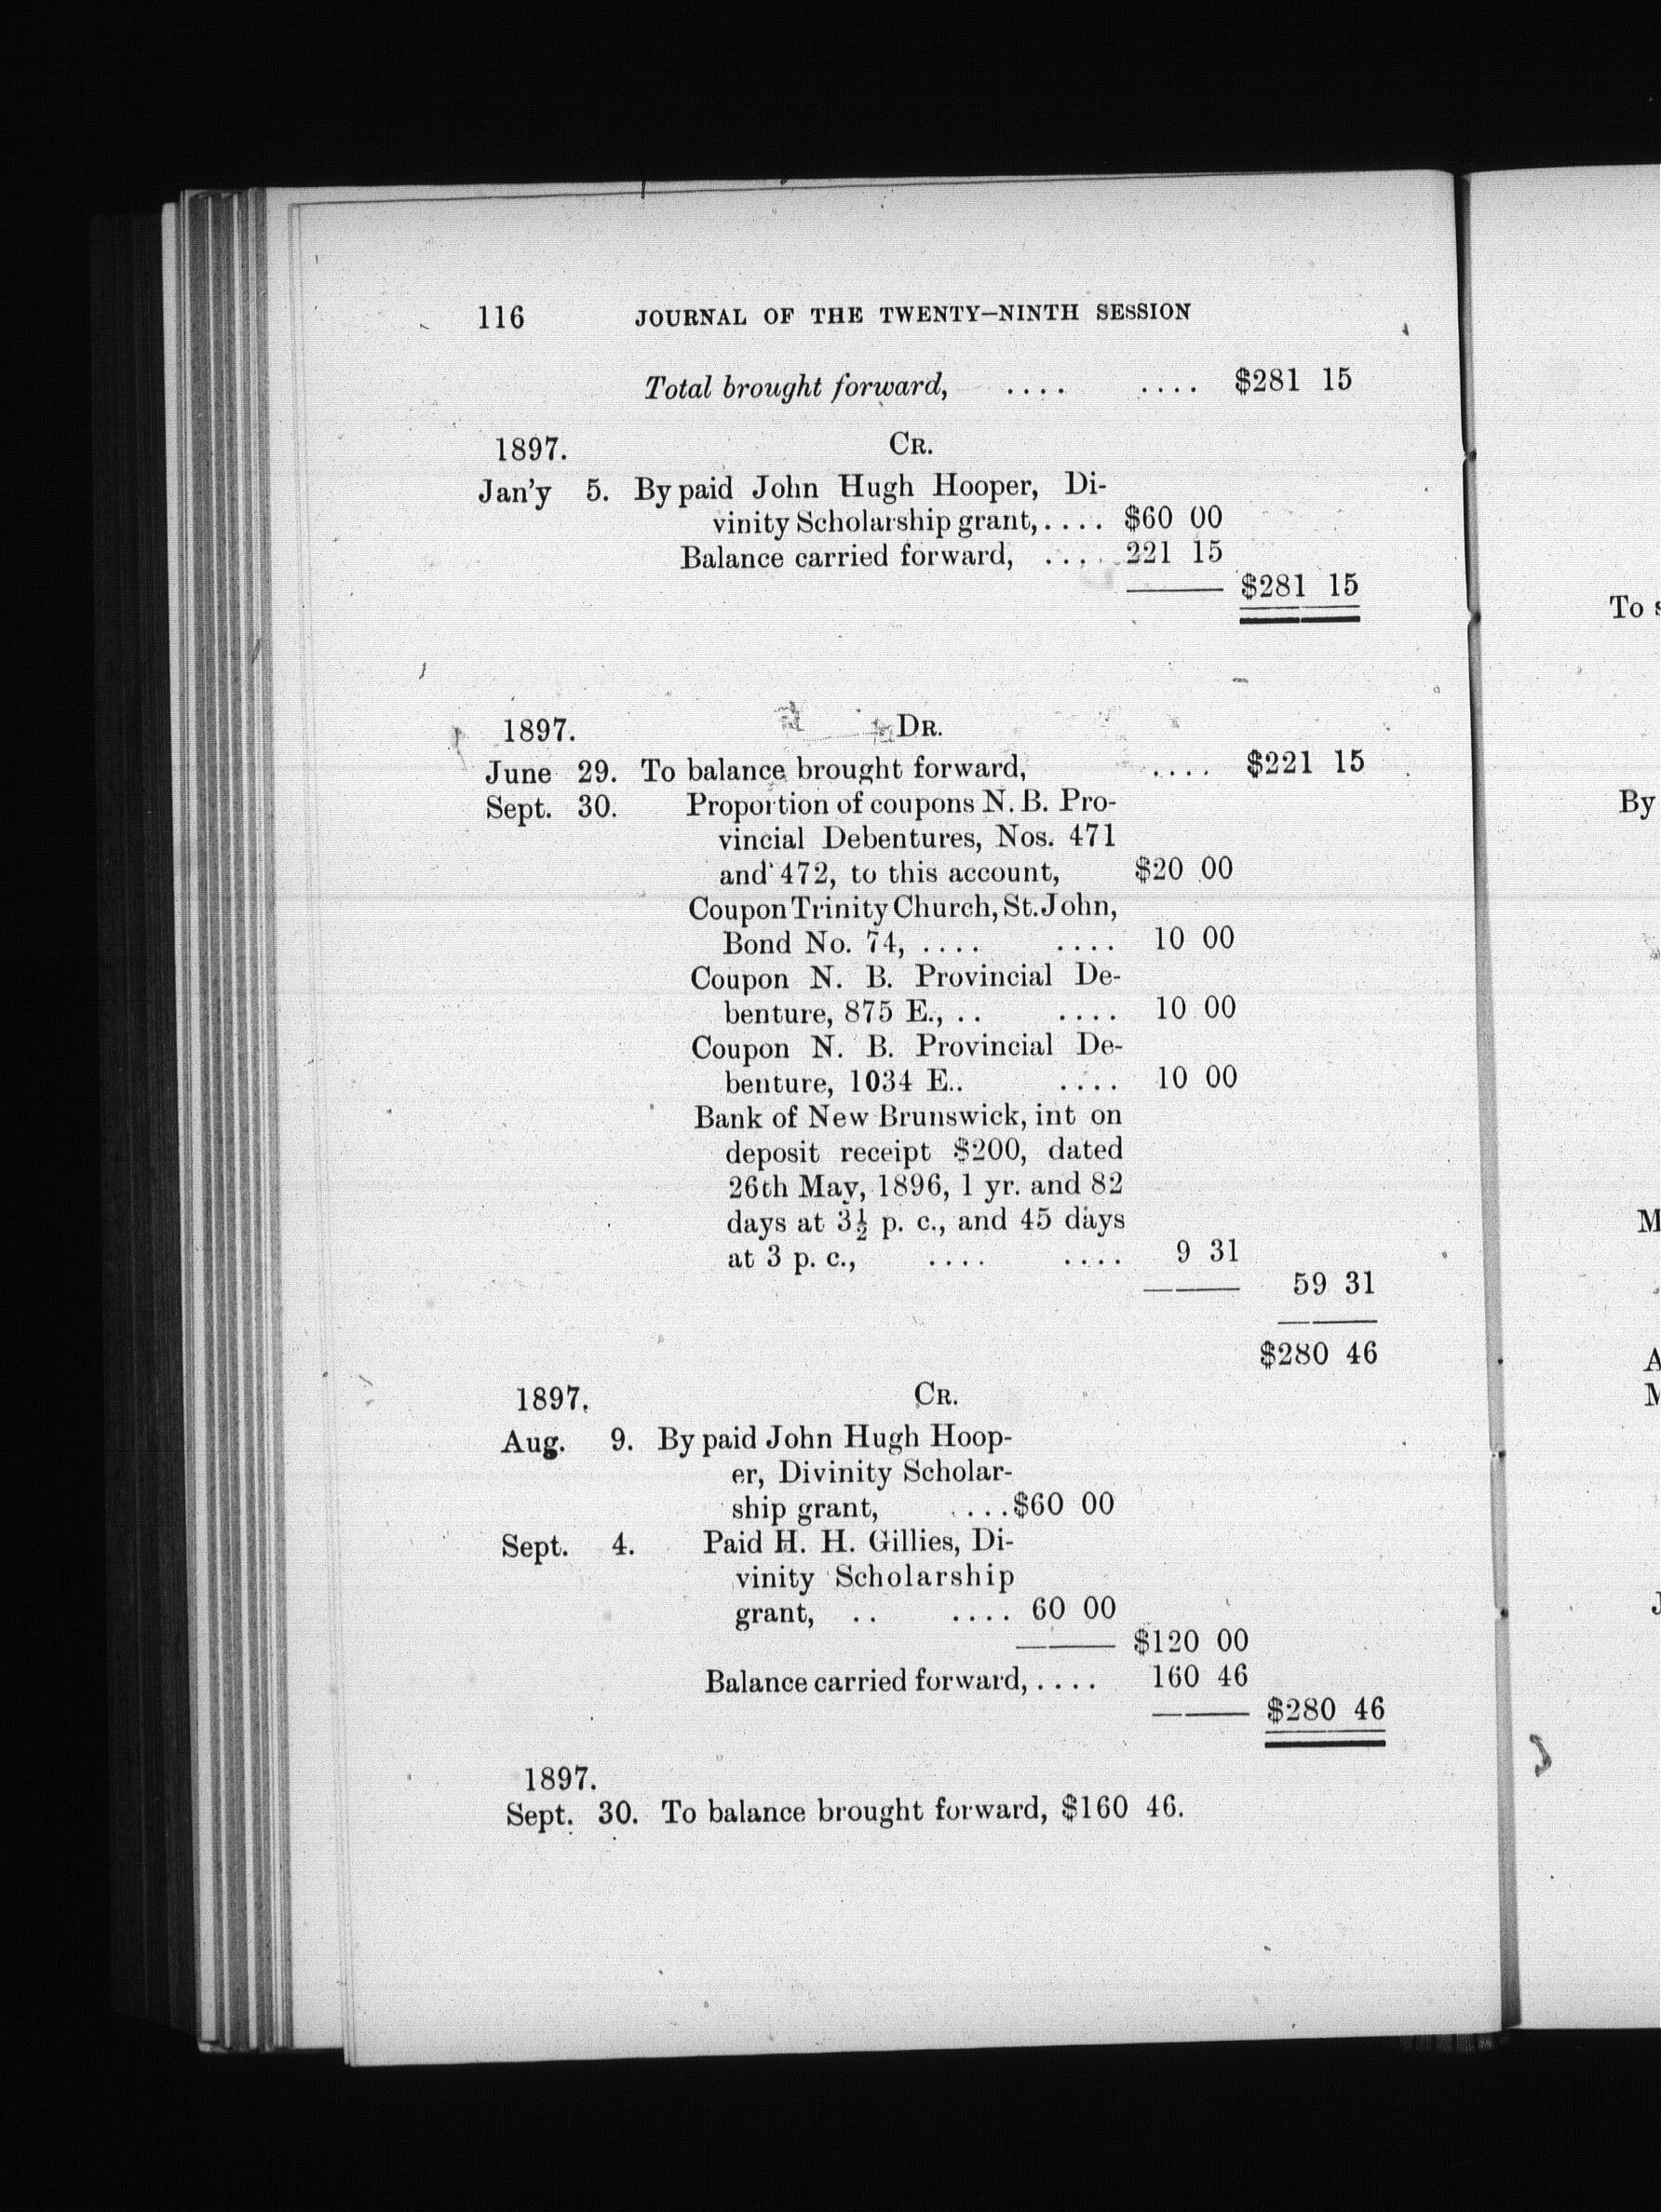 116 JOURNAL OF THE TWENTY–NINTH SESSION
Total brought forward, .... .... $281 15
1897. CR.
Jan'y 5. By paid John Hugh Hooper, Di-
vinity Scholarship grant,.... $60 00
Balance carried forward, .... 221 15
$281 15
1897. DR.
June 29. To balance brought forward, .... $221 15
Sept. 30. Proportion of coupons N. B. Pro-
vincial Debentures, Nos. 471
and 472, to this account, $20 00
Coupon Trinity Church, St. John,
Bond No. 74, .... .... 10 00
Coupon N. B. Provincial De-
benture, 875 E., .. .... 10 00
Coupon N. B. Provincial De-
benture, 1034 E.. .... 10 00
Bank of New Brunswick, int on
deposit receipt $200, dated
26th May, 1896, 1 yr. and 82
days at 3½ p. c., and 45 days
at 3 p. c., .... .... 9 31
59 31
$280 46
1897. CR.
Aug. 9. By paid John Hugh Hoop-
er, Divinity Scholar-
ship grant, ....$60 00
Sept. 4. Paid H. H. Gillies, Di-
vinity Scholarship
grant, .. .... 60 00
$120 00
Balance carried forward,.... 160 46
$280 46
1897.
Sept. 30. To balance brought forward, $160 46.
To
By